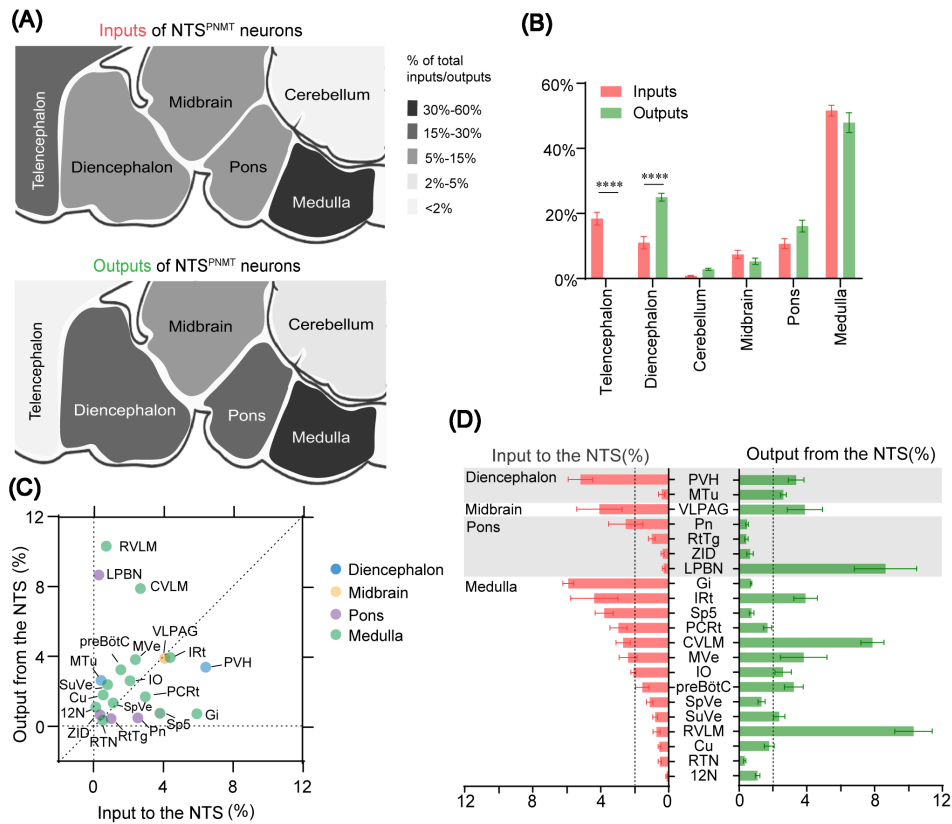 (A)
Inputs of NTSPNMT neurons
Telencephalon
Diencephalon
Midbrain
Pons
Cerebellum
Medulla
% of total
inputs/outputs
30%-60%
15%-30%
5%-15%
2%-5%
<2%
Outputs of NTSPNMT neurons
Telencephalon
Diencephalon
Midbrain
Pons
Cerebellum
Medulla
(B)
60%
40%
20%
0%
Inputs
Outputs
****
****
Telencephalon
Diencephalon
Cerebellum
Midbrain
Pons
Medulla
(C)
Output from the NTS (%)
12
8
4
0
RVLM
LPBN
CVLM
VLPAG
preBötC
MVe
IRt
MTu
PVH
SuVe
IO
Cu
PCRt
12N
SpVe
Gi
ZID
Sp5
RTN
RtTg
Pn
0
4
8
12
Input to the NTS (%)
Diencephalon
Midbrain
Pons
Medulla
(D)
Input to the NTS(%)
Output from the NTS(%)
Diencephalon
PVH
MTu
Midbrain
VLPAG
Pons
Pn
RtTg
ZID
LPBN
Medulla
Gi
IRt
Sp5
PCRt
CVLM
MVe
IO
preBötC
SpVe
SuVe
RVLM
Cu
RTN
12N
12
8
4
0
0
4
8
12